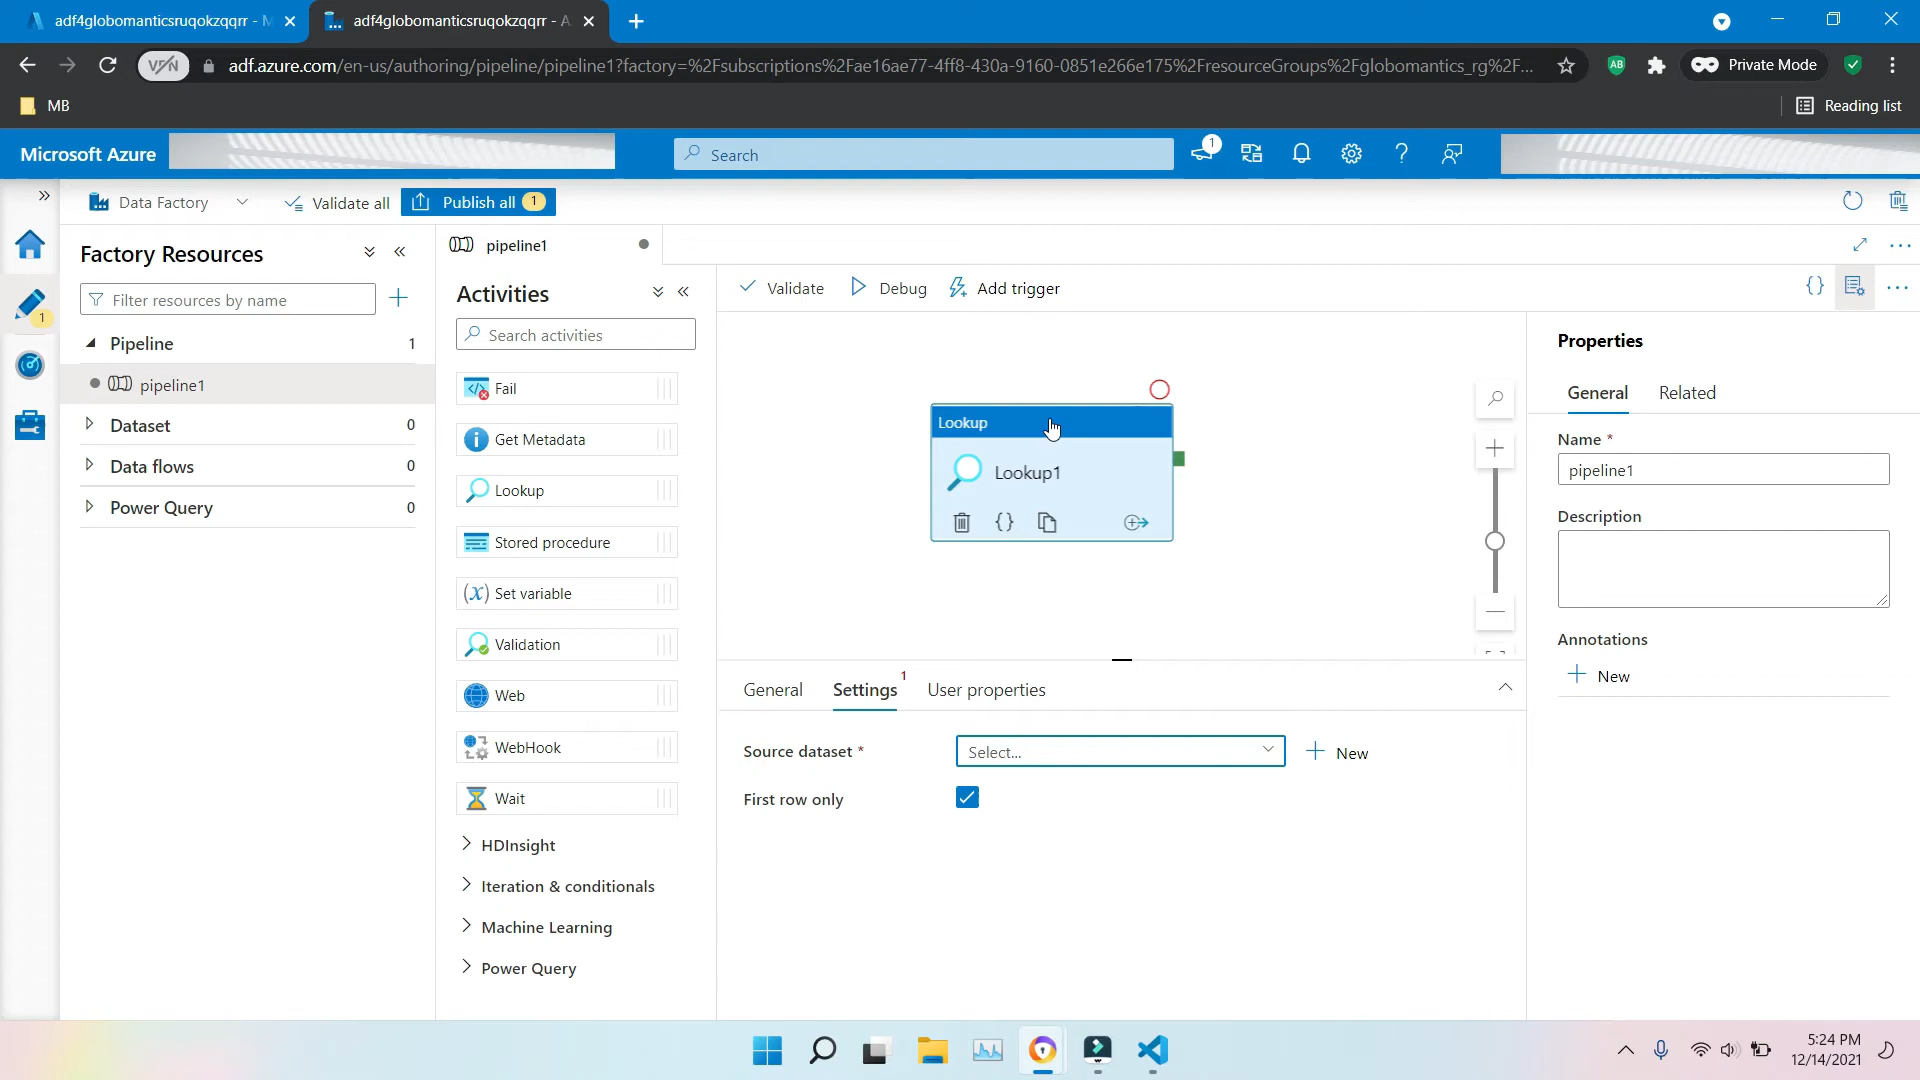 adf4globomanticsruqokzqqrr - M
adf4globomanticsruqokzqqrr - A
VPN
adf.azure.com/en-us/authoring/pipeline/pipeline1?factory=%2Fsubscriptions%2Fae16ae77-4ff8-430a-9160-0851e266e175%2FresourceGroups%2Fglobomantics_rg%2F...
AB
Private Mode
MB
Reading list
Microsoft Azure
Search
1
Data Factory
Validate all
Publish all 1
Factory Resources
Filter resources by name
1
Pipeline 1
pipeline1
Dataset 0
Data flows 0
Power Query 0
pipeline1
Activities
Search activities
Fail
Get Metadata
Lookup
Stored procedure
(x) Set variable
Validation
Web
WebHook
Wait
HDInsight
Iteration & conditionals
Machine Learning
Power Query
Validate
Debug
Add trigger
{}
Lookup
Lookup1
{}
General
Settings 1
User properties
Source dataset *
Select...
+ New
First row only
Properties
General
Related
Name *
pipeline1
Description
Annotations
+ New
5:24 PM
12/14/2021